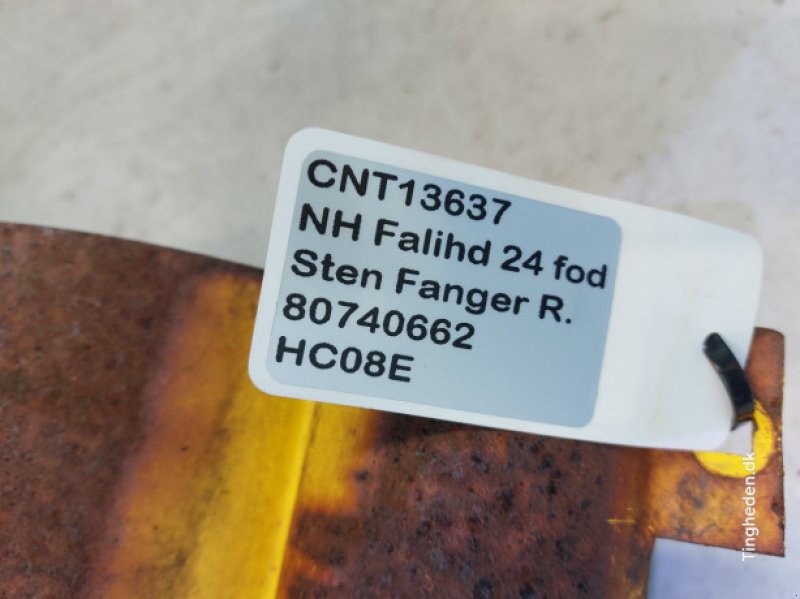 CNT13637
NH Falihd 24 fod
Sten Fanger R.
80740662
HC08E
Tingheden.dk